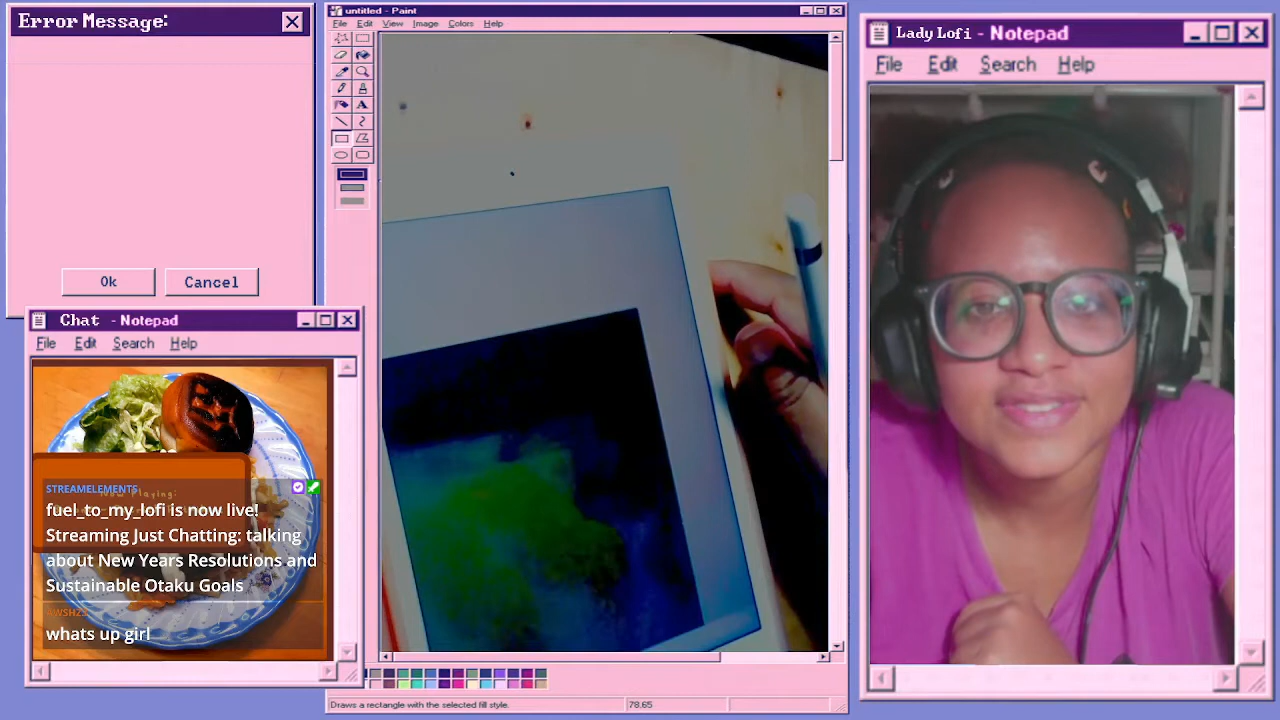 Error Message:
Ok
Cancel
Chat - Notepad
File Edit Search Help
Now Playing:
STREAMELEMENTS
fuel_to_my_lofi is now live!
Streaming Just Chatting: talking
about New Years Resolutions and
Sustainable Otaku Goals
whats up girl
untitled - Paint
File Edit View Image Colors Help
A
Draws a rectangle with the selected fill style.
78.65
Lady Lofi - Notepad
File Edit Search Help